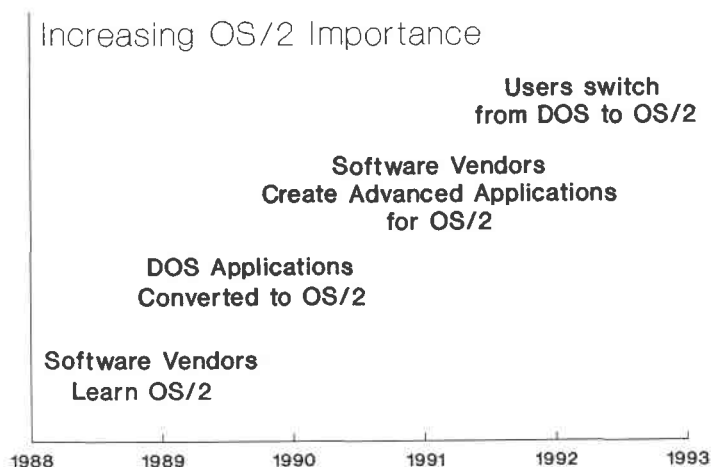 Increasing OS/2 Importance
Users switch
from DOS to OS/2
Software Vendors
Create Advanced Applications
for OS/2
DOS Applications
Converted to OS/2
Software Vendors
Learn OS/2
1988 1989 1990 1991 1992 1993